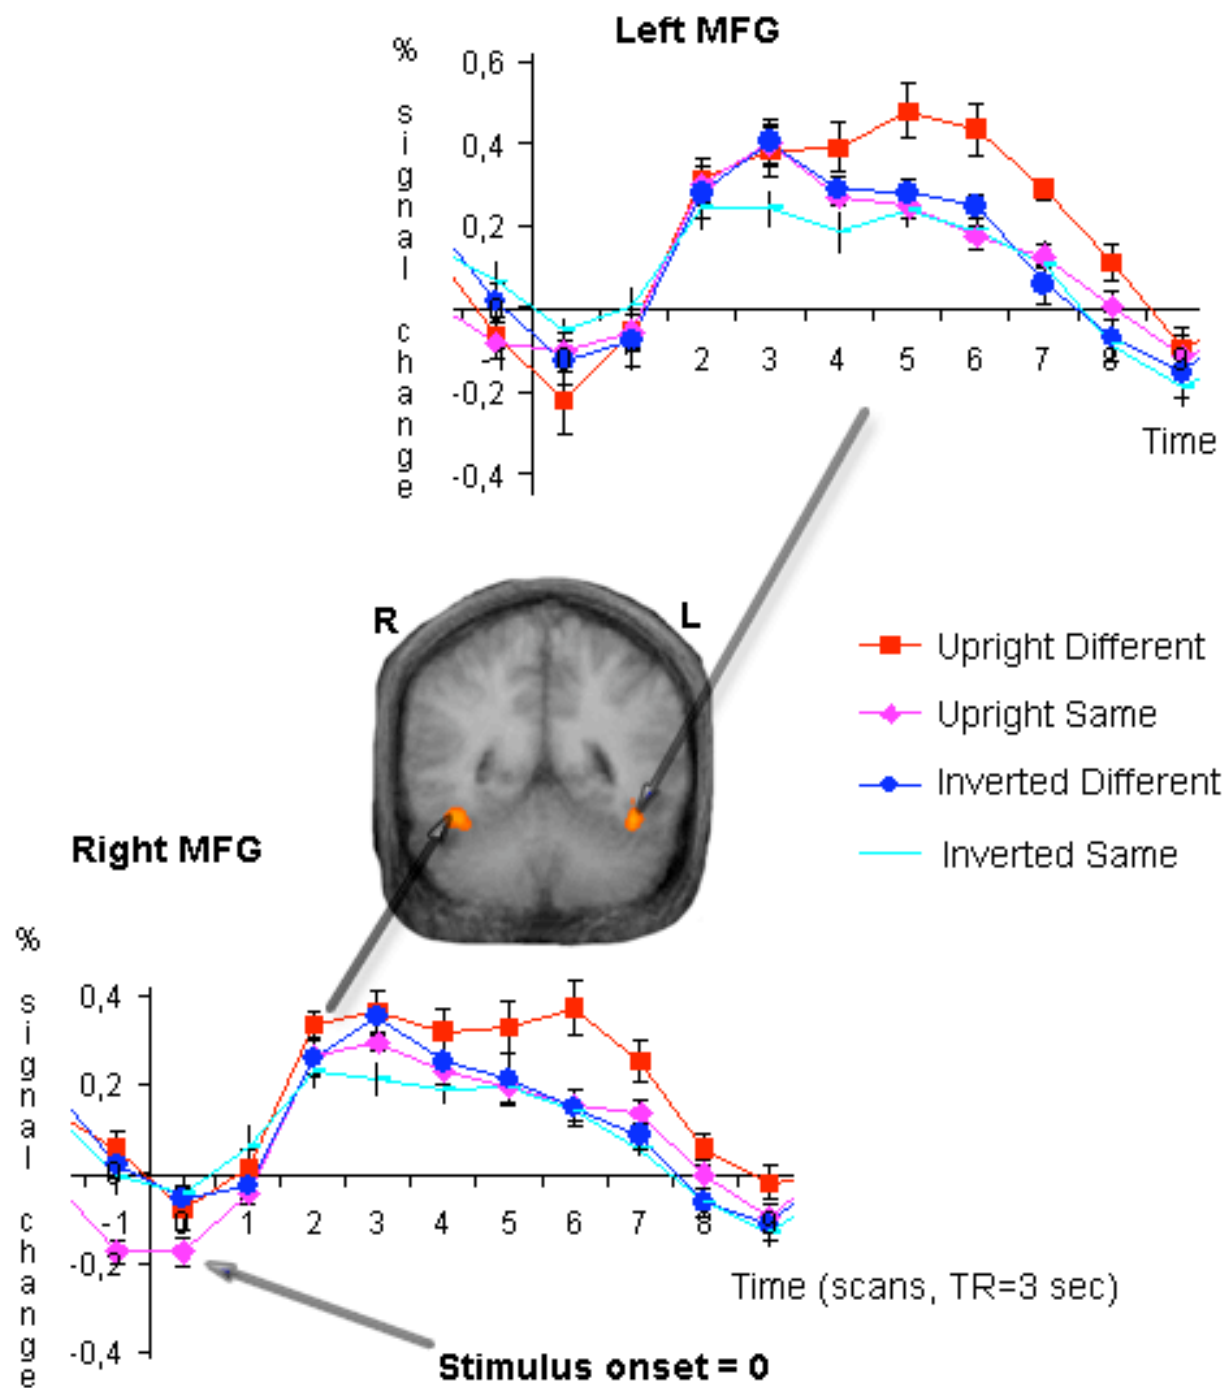 Left MFG
% signal change
0,6
0,4
0,2
0
-0,2
-0,4
-1 0 2 3 4 5 6 7 8 9
Time
R L
Upright Different
Upright Same
Inverted Different
Inverted Same
Right MFG
% signal change
0,4
0,2
0
-0,2
-0,4
-1 0 1 2 3 4 5 6 7 8 9
Time (scans, TR=3 sec)
Stimulus onset = 0